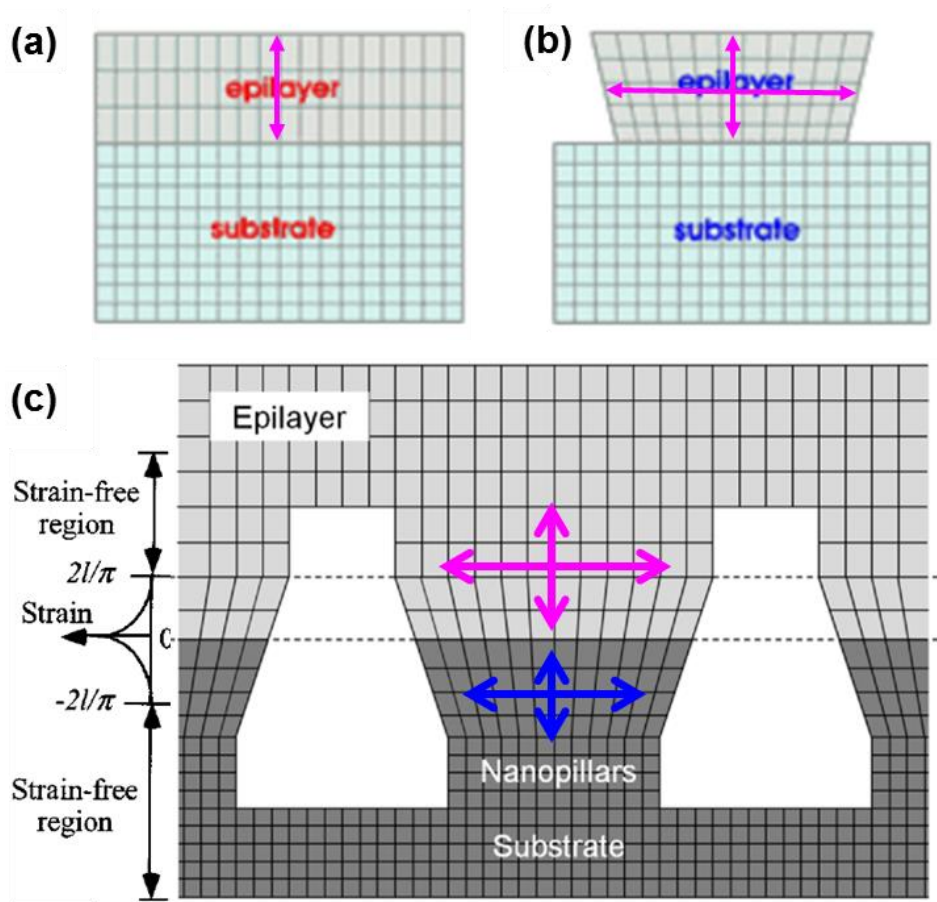 (a)
epilayer
substrate
(b)
epilayer
substrate
(c)
Epilayer
Strain-free
region
2l/π
Strain
0
-2l/π
Strain-free
region
Nanopillars
Substrate